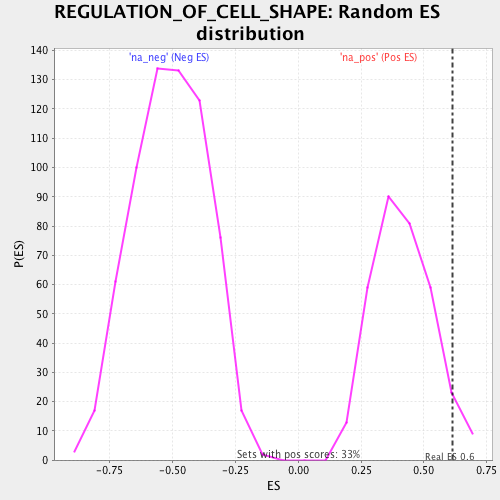 REGULATION_OF_CELL_SHAPE: Random ES
distribution
'na_neg' (Neg ES)
'na_pos' (Pos ES)
P(ES)
140
130
120
110
100
90
80
70
60
50
40
30
20
10
0
Sets with pos scores: 33%
Real ES 0.6
-0.75
-0.50
-0.25
0.00
0.25
0.50
0.75
ES